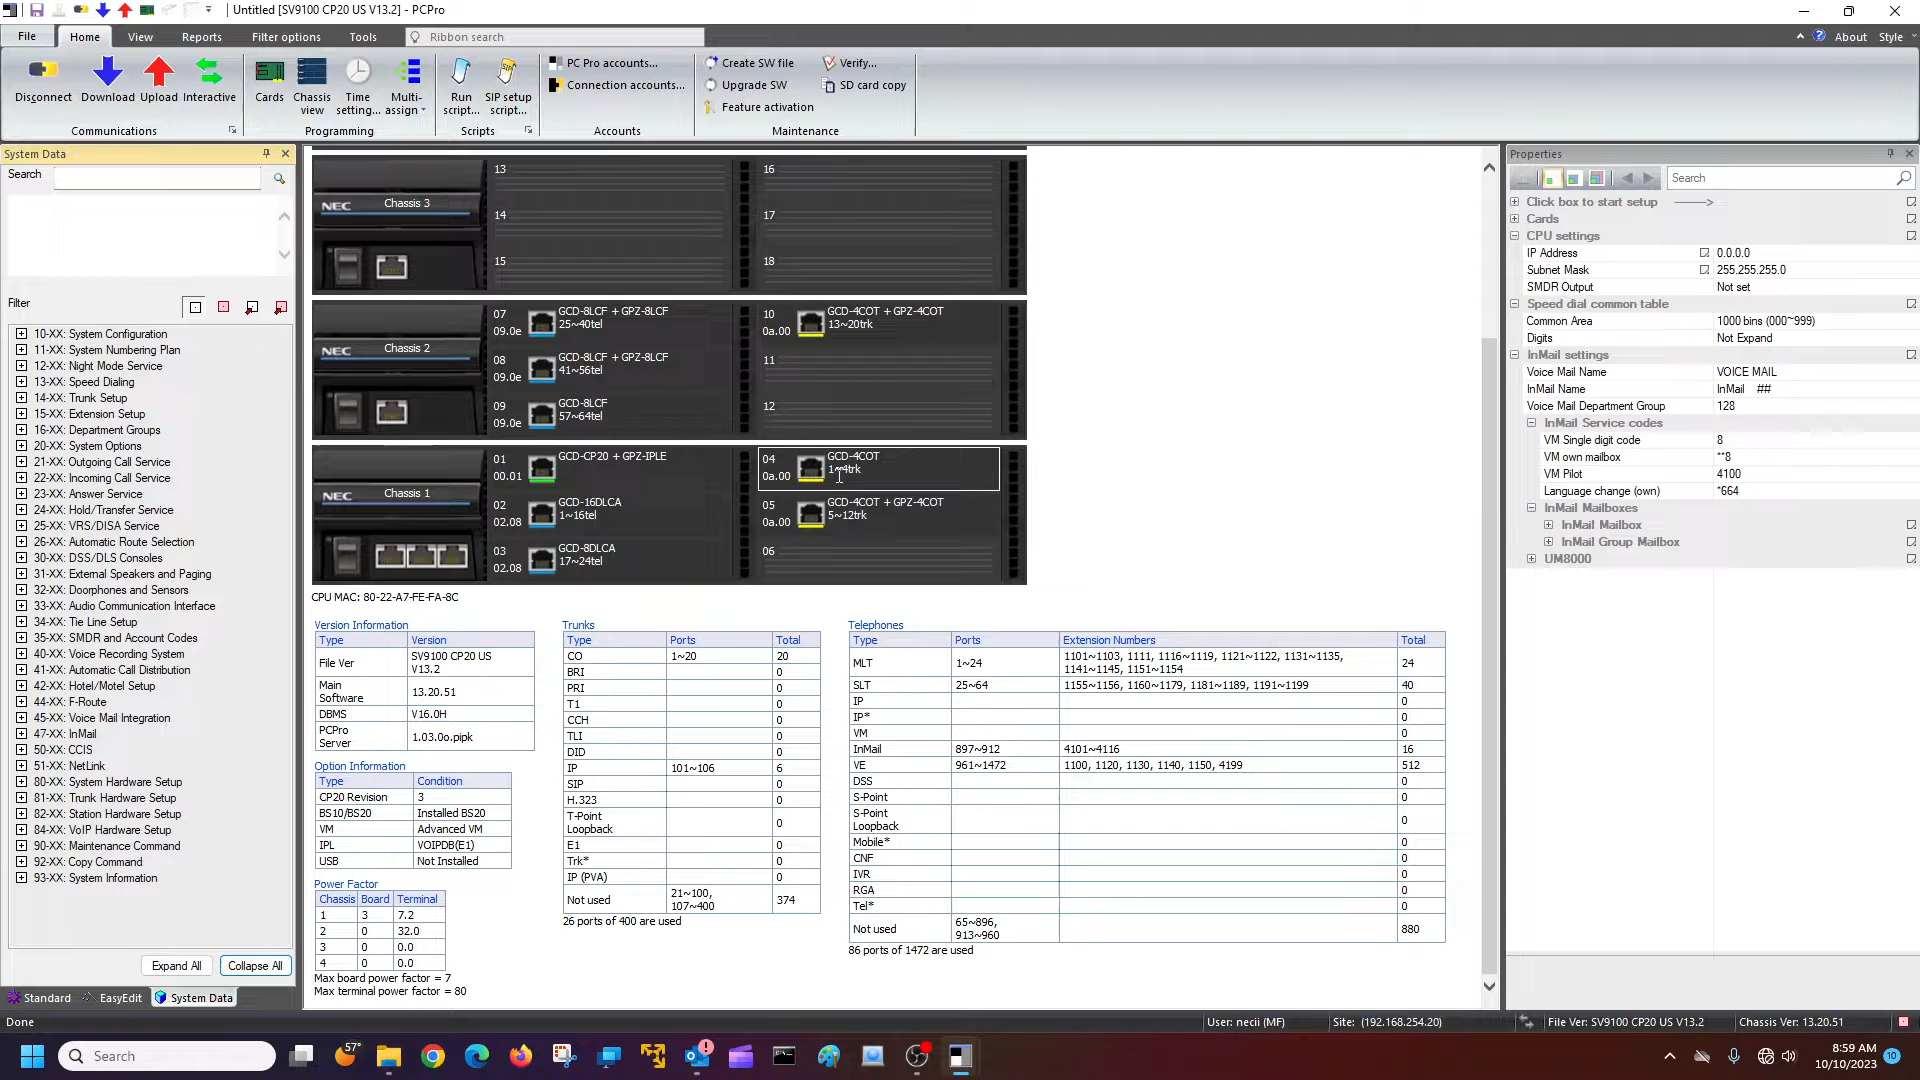 Untitled [SV9100 CP20 US V13.2] - PCPro
File Home View Reports Filter options Tools Ribbon search About Style
Disconnect Download Upload Interactive
Communications
Cards Chassis view Time setting... Multi-assign
Programming
Run script... SIP setup script...
Scripts
PC Pro accounts...
Connection accounts...
Accounts
Create SW file Verify...
Upgrade SW SD card copy
Feature activation
Maintenance
System Data
Search
Filter
10-XX: System Configuration
11-XX: System Numbering Plan
12-XX: Night Mode Service
13-XX: Speed Dialing
14-XX: Trunk Setup
15-XX: Extension Setup
16-XX: Department Groups
20-XX: System Options
21-XX: Outgoing Call Service
22-XX: Incoming Call Service
23-XX: Answer Service
24-XX: Hold/Transfer Service
25-XX: VRS/DISA Service
26-XX: Automatic Route Selection
30-XX: DSS/DLS Consoles
31-XX: External Speakers and Paging
32-XX: Doorphones and Sensors
33-XX: Audio Communication Interface
34-XX: Tie Line Setup
35-XX: SMDR and Account Codes
40-XX: Voice Recording System
41-XX: Automatic Call Distribution
42-XX: Hotel/Motel Setup
44-XX: F-Route
45-XX: Voice Mail Integration
47-XX: InMail
50-XX: CCIS
51-XX: NetLink
80-XX: System Hardware Setup
81-XX: Trunk Hardware Setup
82-XX: Station Hardware Setup
84-XX: VoIP Hardware Setup
90-XX: Maintenance Command
92-XX: Copy Command
93-XX: System Information
Expand All Collapse All
Standard EasyEdit System Data
NEC Chassis 3
13 16
14 17
15 18
NEC Chassis 2
07 09.0e GCD-8LCF + GPZ-8LCF 25~40tel
08 09.0e GCD-8LCF + GPZ-8LCF 41~56tel
09 09.0e GCD-8LCF 57~64tel
10 0a.00 GCD-4COT + GPZ-4COT 13~20trk
11
12
NEC Chassis 1
01 00.01 GCD-CP20 + GPZ-IPLE
02 02.08 GCD-16DLCA 1~16tel
03 02.08 GCD-8DLCA 17~24tel
04 0a.00 GCD-4COT 1~4trk
05 0a.00 GCD-4COT + GPZ-4COT 5~12trk
06
CPU MAC: 80-22-A7-FE-FA-8C
Version Information
Type Version
File Ver SV9100 CP20 US V13.2
Main Software 13.20.51
DBMS V16.0H
PCPro Server 1.03.0o.pipk
Option Information
Type Condition
CP20 Revision 3
BS10/BS20 Installed BS20
VM Advanced VM
IPL VOIPDB(E1)
USB Not Installed
Power Factor
Chassis Board Terminal
1 3 7.2
2 0 32.0
3 0 0.0
4 0 0.0
Max board power factor = 7
Max terminal power factor = 80
Trunks
Type Ports Total
CO 1~20 20
BRI 0
PRI 0
T1 0
CCH 0
TLI 0
DID 0
IP 101~106 6
SIP 0
H.323 0
T-Point Loopback 0
E1 0
Trk* 0
IP (PVA) 0
Not used 21~100, 107~400 374
26 ports of 400 are used
Telephones
Type Ports Extension Numbers Total
MLT 1~24 1101~1103, 1111, 1116~1119, 1121~1122, 1131~1135, 1141~1145, 1151~1154 24
SLT 25~64 1155~1156, 1160~1179, 1181~1189, 1191~1199 40
IP 0
IP* 0
VM 0
InMail 897~912 4101~4116 16
VE 961~1472 1100, 1120, 1130, 1140, 1150, 4199 512
DSS 0
S-Point 0
S-Point Loopback 0
Mobile* 0
CNF 0
IVR 0
RGA 0
Tel* 0
Not used 65~896, 913~960 880
86 ports of 1472 are used
Properties
Search
Click box to start setup ---->
Cards
CPU settings
IP Address 0.0.0.0
Subnet Mask 255.255.255.0
SMDR Output Not set
Speed dial common table
Common Area 1000 bins (000~999)
Digits Not Expand
InMail settings
Voice Mail Name VOICE MAIL
InMail Name InMail ##
Voice Mail Department Group 128
InMail Service codes
VM Single digit code 8
VM own mailbox **8
VM Pilot 4100
Language change (own) *664
InMail Mailboxes
InMail Mailbox
InMail Group Mailbox
UM8000
Done User: necii (MF) Site: (192.168.254.20) File Ver: SV9100 CP20 US V13.2 Chassis Ver: 13.20.51
Search 57° 8:59 AM
10/10/2023 10